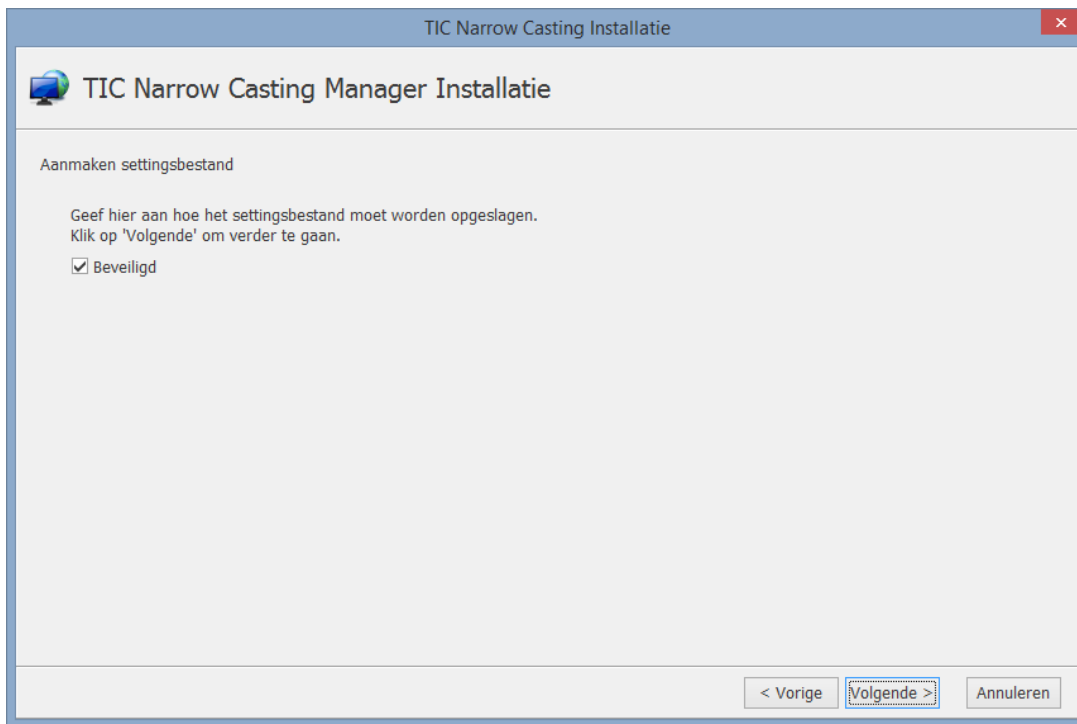 TIC Narrow Casting Installatie
TIC Narrow Casting Manager Installatie
Aanmaken settingsbestand
Geef hier aan hoe het settingsbestand moet worden opgeslagen.
Klik op 'Volgende' om verder te gaan.
Beveiligd
< Vorige
Volgende >
Annuleren